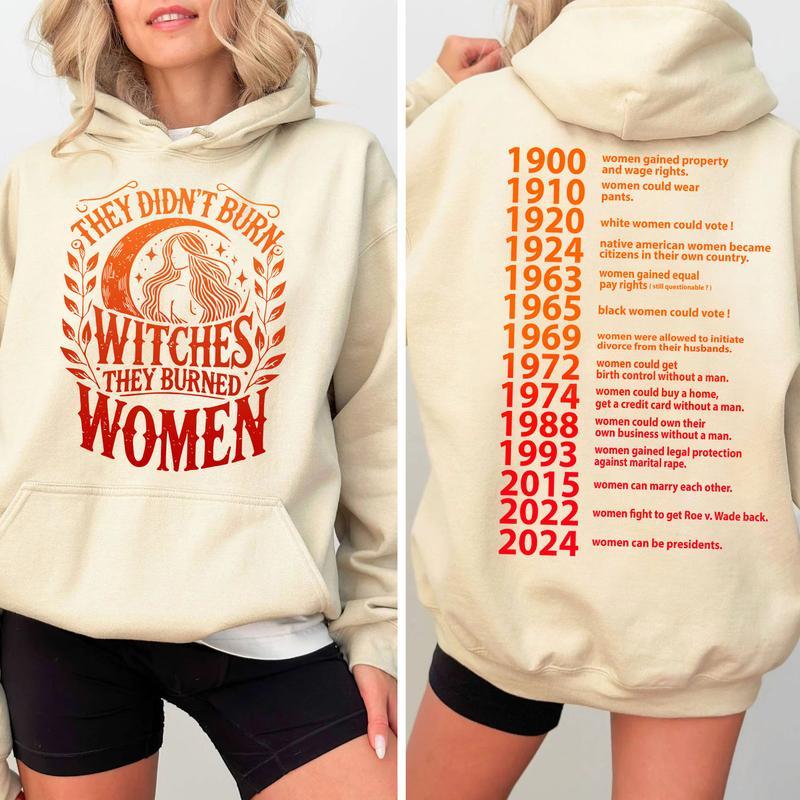 THEY DIDN'T BURN
WITCHES
THEY BURNED
WOMEN
1900 women gained property
and wage rights.
1910 women could wear
pants.
1920 white women could vote !
1924 native american women became
citizens in their own country.
1963 women gained equal
pay rights ( still questionable ? )
1965 black women could vote !
1969 women were allowed to initiate
divorce from their husbands.
1972 women could get
birth control without a man.
1974 women could buy a home,
get a credit card without a man.
1988 women could own their
own business without a man.
1993 women gained legal protection
against marital rape.
2015 women can marry each other.
2022 women fight to get Roe v. Wade back.
2024 women can be presidents.